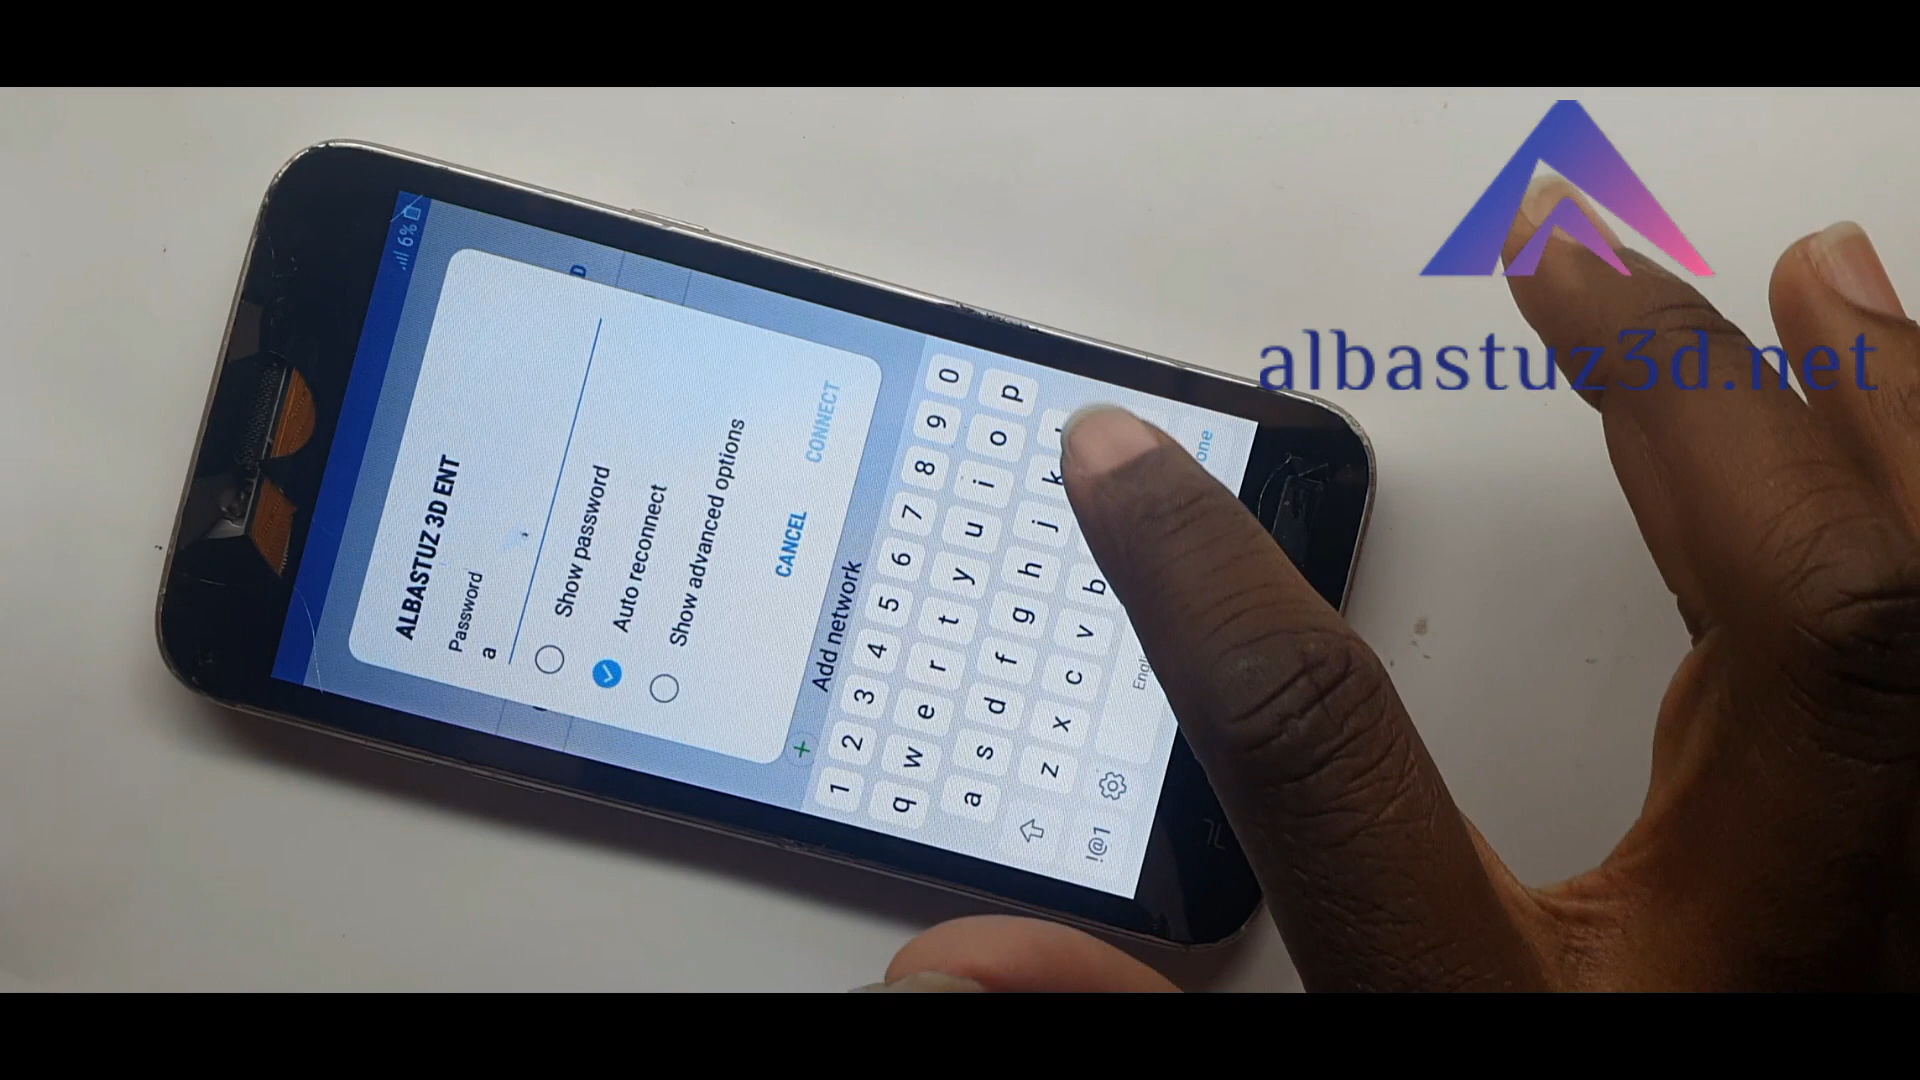 6%
ALBASTUZ 3D ENT
Password
a
Show password
Auto reconnect
Show advanced options
CANCEL CONNECT
Add network
1 2 3 4 5 6 7 8 9 0
q w e r t y u i o p
a s d f g h j k
z x c v b
!@1
albastuz3d.net